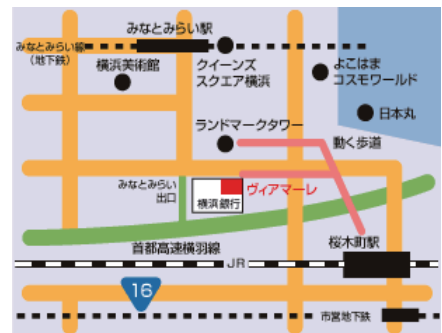 みなとみらい駅
みなとみらい線
(地下鉄)
横浜美術館
クイーンズ
スクエア横浜
よこはま
コスモワールド
日本丸
ランドマークタワー
動く歩道
みなとみらい
出口
横浜銀行
ヴィアマーレ
首都高速横羽線
桜木町駅
JR
16
市営地下鉄